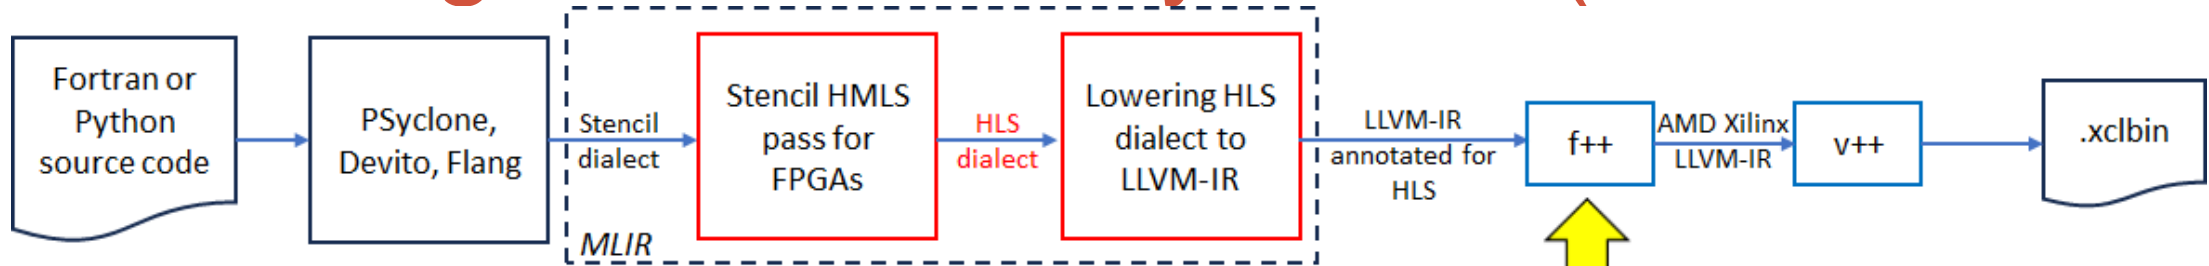 Fortran or
Python
source code
PSyclone,
Devito, Flang
Stencil
dialect
MLIR
Stencil HMLS
pass for
FPGAs
HLS
dialect
Lowering HLS
dialect to
LLVM-IR
LLVM-IR
annotated for
HLS
f++
AMD Xilinx
LLVM-IR
v++
.xclbin